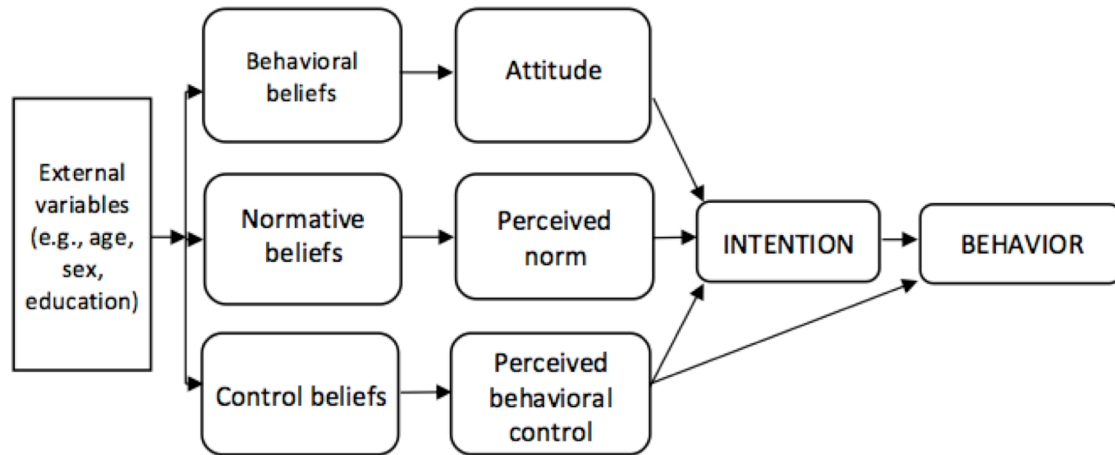 External
variables
(e.g., age,
sex,
education)
Behavioral
beliefs
Attitude
Normative
beliefs
Perceived
norm
Control beliefs
Perceived
behavioral
control
INTENTION
BEHAVIOR